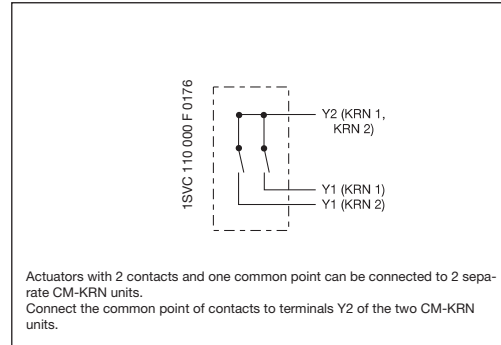 1SVC 110 000 F 0176
Y2 (KRN 1,
KRN 2)
Y1 (KRN 1)
Y1 (KRN 2)
Actuators with 2 contacts and one common point can be connected to 2 sepa-
rate CM-KRN units.
Connect the common point of contacts to terminals Y2 of the two CM-KRN
units.